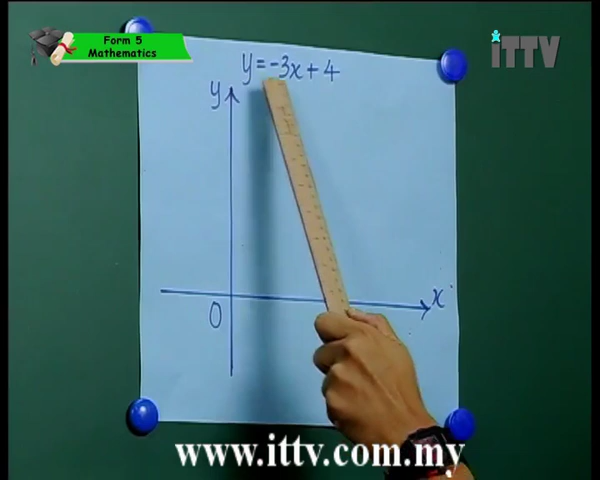 Form 5
Mathematics
iTTV
y = -3x + 4
y
x
0
www.ittv.com.my